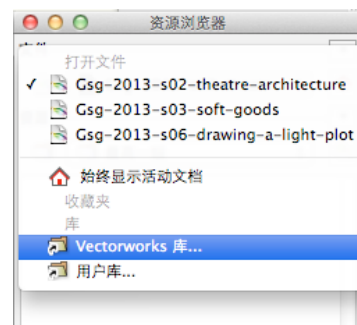 资源浏览器
打开文件
✓ Gsg-2013-s02-theatre-architecture
Gsg-2013-s03-soft-goods
Gsg-2013-s06-drawing-a-light-plot
始终显示活动文档
收藏夹
库
Vectorworks 库...
用户库...